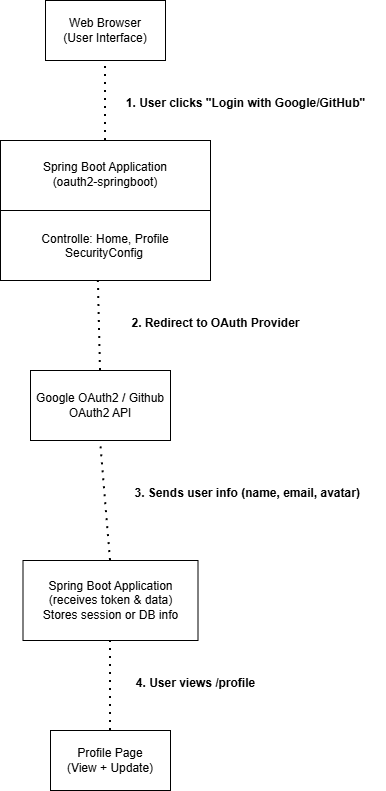 Web Browser
(User Interface)
1. User clicks "Login with Google/GitHub"
Spring Boot Application
(oauth2-springboot)
Controlle: Home, Profile
SecurityConfig
2. Redirect to OAuth Provider
Google OAuth2 / Github
OAuth2 API
3. Sends user info (name, email, avatar)
Spring Boot Application
(receives token & data)
Stores session or DB info
4. User views /profile
Profile Page
(View + Update)